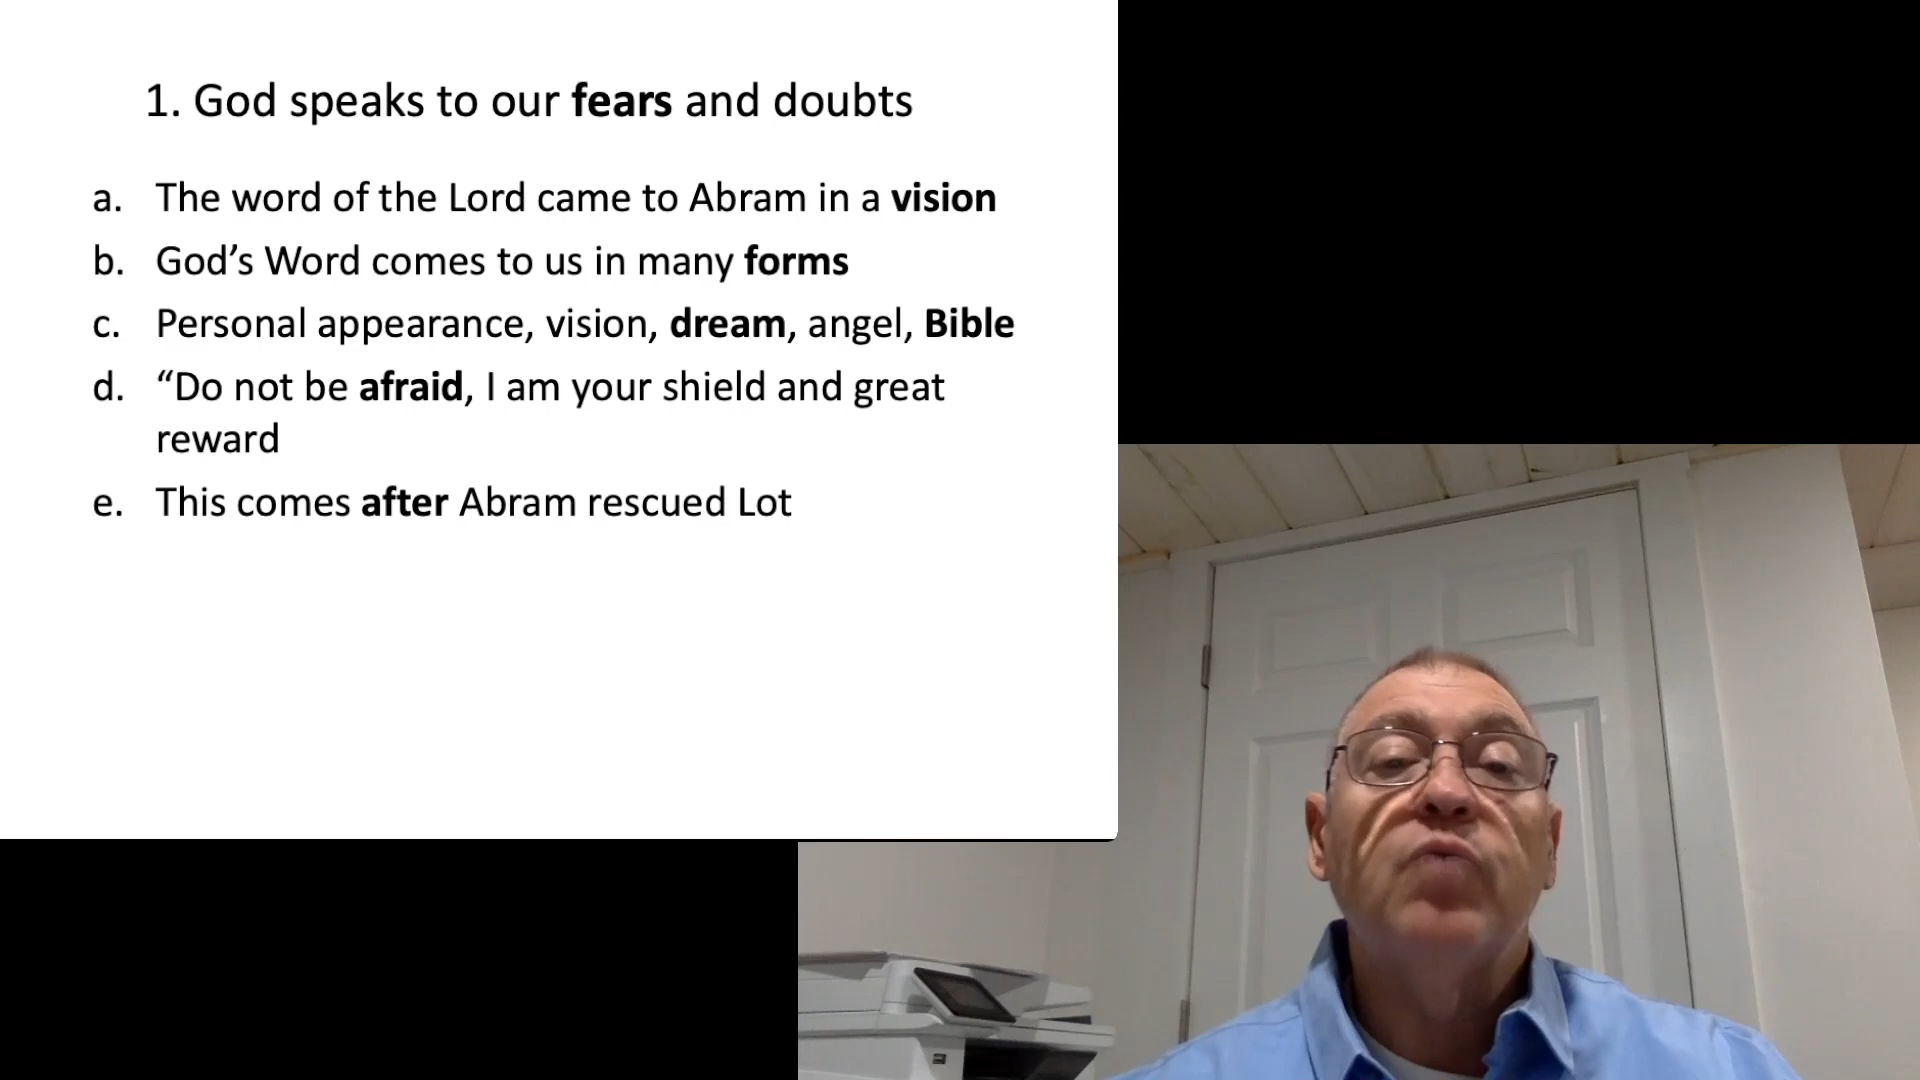 1. God speaks to our fears and doubts
a. The word of the Lord came to Abram in a vision
b. God’s Word comes to us in many forms
c. Personal appearance, vision, dream, angel, Bible
d. “Do not be afraid, I am your shield and great
reward
e. This comes after Abram rescued Lot